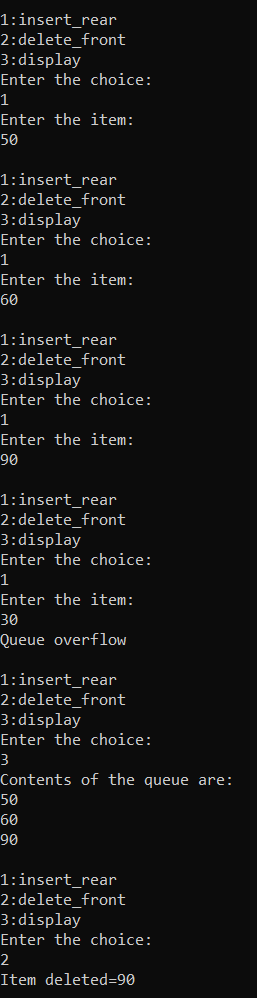 1:insert_rear
2:delete_front
3:display
Enter the choice:
1
Enter the item:
50
1:insert_rear
2:delete_front
3:display
Enter the choice:
1
Enter the item:
60
1:insert_rear
2:delete_front
3:display
Enter the choice:
1
Enter the item:
90
1:insert_rear
2:delete_front
3:display
Enter the choice:
1
Enter the item:
30
Queue overflow
1:insert_rear
2:delete_front
3:display
Enter the choice:
3
Contents of the queue are:
50
60
90
1:insert_rear
2:delete_front
3:display
Enter the choice:
2
Item deleted=90